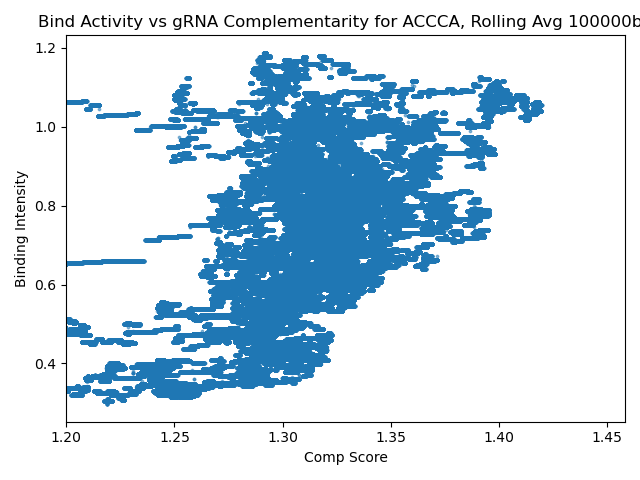 Bind Activity vs gRNA Complementarity for ACCCA, Rolling Avg 100000b
1.2
1.0
0.8
0.6
0.4
Binding Intensity
1.20 1.25 1.30 1.35 1.40 1.45
Comp Score